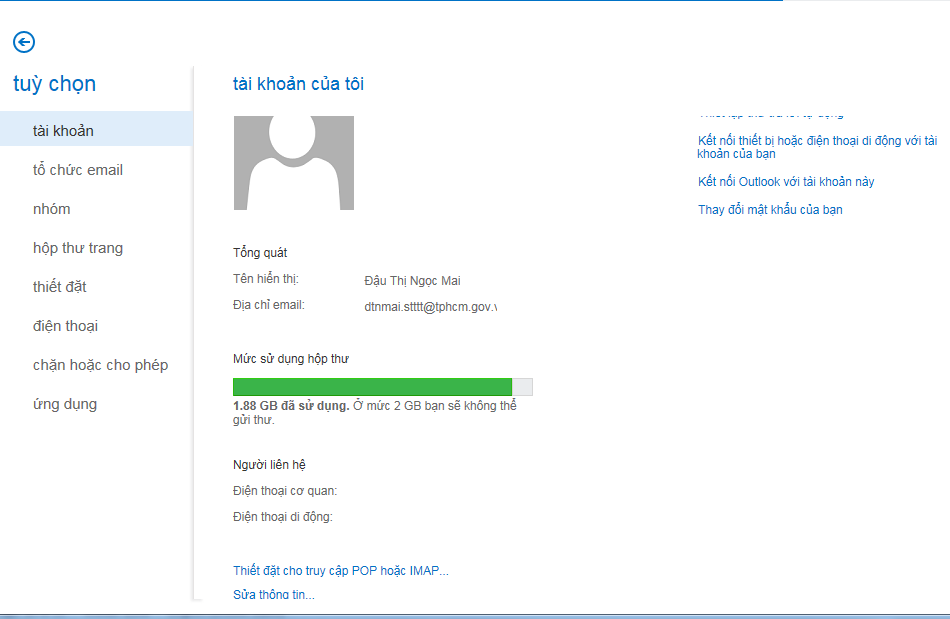 tuỳ chọn
tài khoản
tổ chức email
nhóm
hộp thư trang
thiết đặt
điện thoại
chặn hoặc cho phép
ứng dụng
tài khoản của tôi
Tổng quát
Tên hiển thị: Đậu Thị Ngọc Mai
Địa chỉ email: dtnmai.stttt@tphcm.gov.v
Mức sử dụng hộp thư
1.88 GB đã sử dụng. Ở mức 2 GB bạn sẽ không thể
gửi thư.
Người liên hệ
Điện thoại cơ quan:
Điện thoại di động:
Thiết đặt cho truy cập POP hoặc IMAP...
Sửa thông tin...
Kết nối thiết bị hoặc điện thoại di động với tài
khoản của bạn
Kết nối Outlook với tài khoản này
Thay đổi mật khẩu của bạn